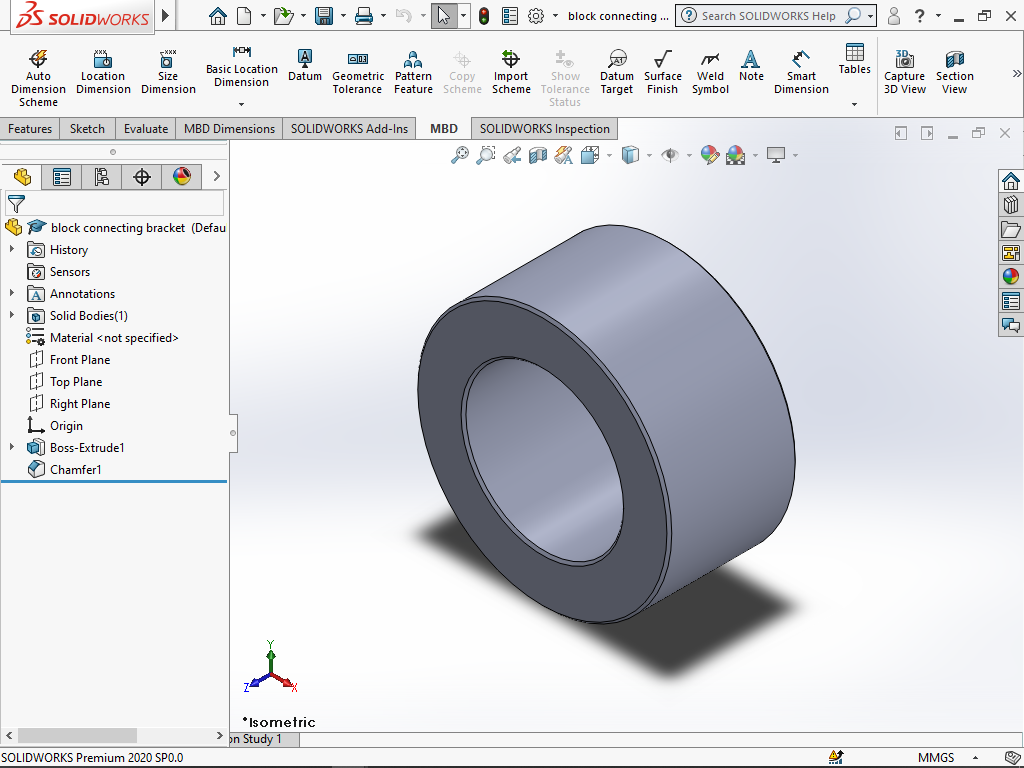 SOLIDWORKS
block connecting ...
Search SOLIDWORKS Help
Auto Dimension Scheme
Location Dimension
Size Dimension
Basic Location Dimension
Datum
Geometric Tolerance
Pattern Feature
Copy Scheme
Import Scheme
Show Tolerance Status
Datum Target
Surface Finish
Weld Symbol
Note
Smart Dimension
Tables
Capture 3D View
Section View
Features
Sketch
Evaluate
MBD Dimensions
SOLIDWORKS Add-Ins
MBD
SOLIDWORKS Inspection
block connecting bracket (Defau
History
Sensors
Annotations
Solid Bodies(1)
Material <not specified>
Front Plane
Top Plane
Right Plane
Origin
Boss-Extrude1
Chamfer1
Y
Z
X
*Isometric
on Study 1
SOLIDWORKS Premium 2020 SP0.0
MMGS